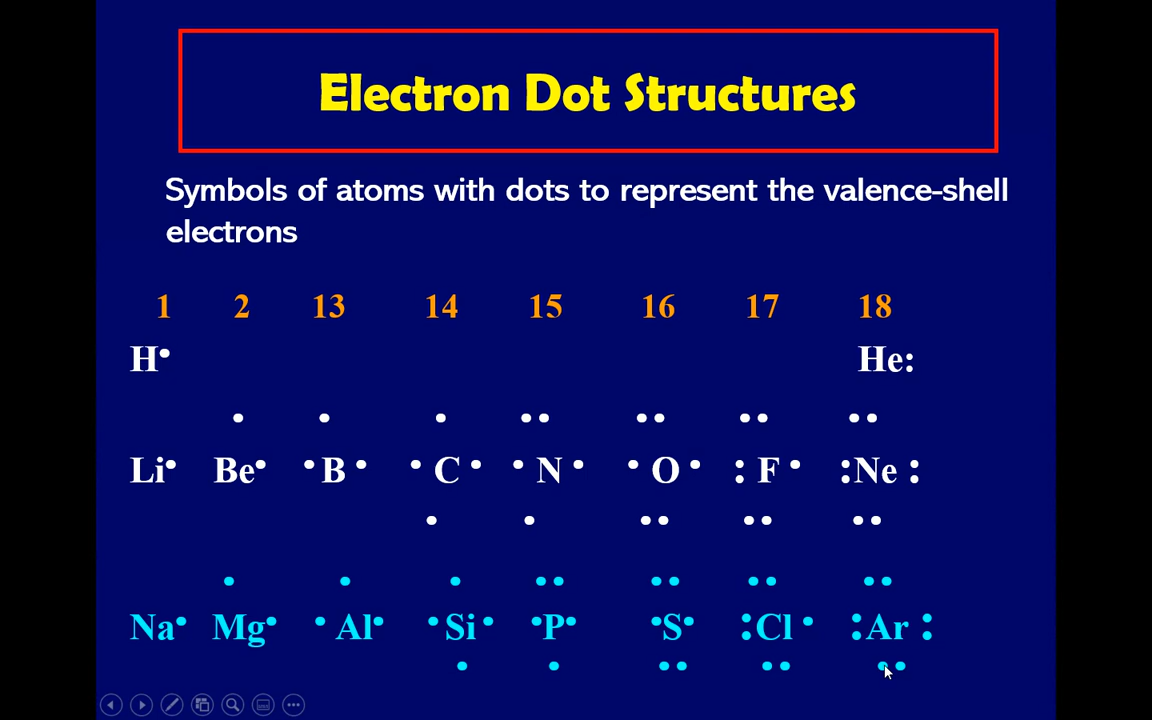 Electron Dot Structures
Symbols of atoms with dots to represent the valence-shell
electrons
1 2 13 14 15 16 17 18
H• He:
Li• Be• •B• •C• •N• •O• :F• :Ne:
Na• Mg• •Al• •Si• •P• •S• :Cl• :Ar: